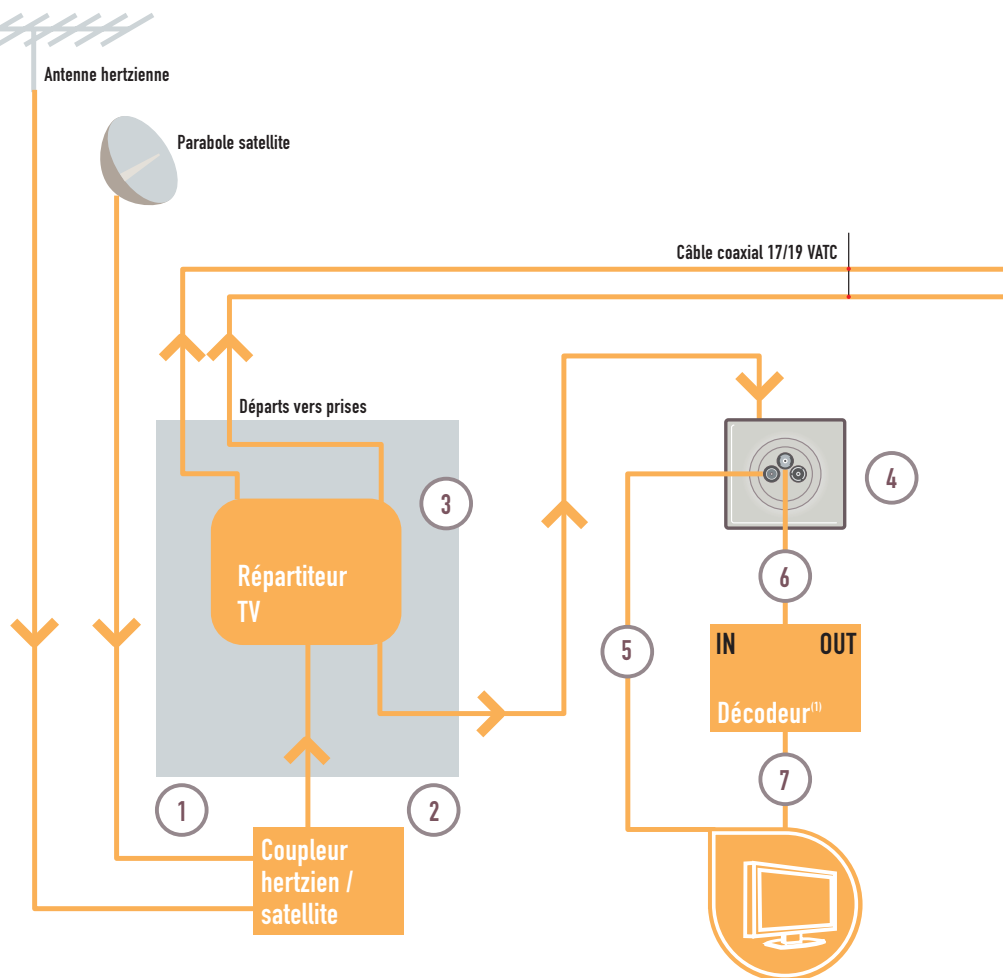 Antenne hertzienne
Parabole satellite
Câble coaxial 17/19 VATC
Départs vers prises
4
3
Répartiteur
TV
6
5
IN OUT
Décodeur(1)
7
1
2
Coupleur
hertzien /
satellite